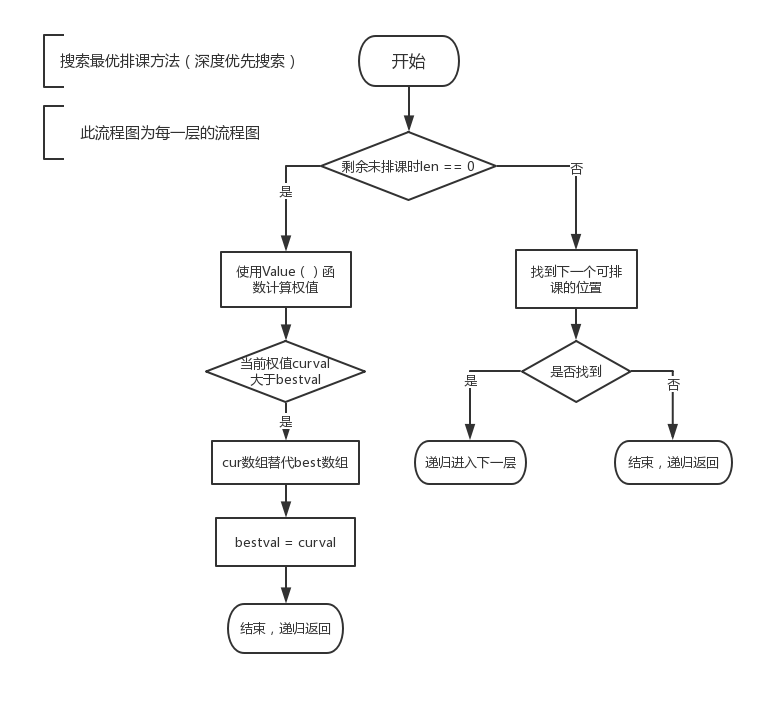 搜索最优排课方法（深度优先搜索）
开始
此流程图为每一层的流程图
剩余未排课时len == 0
是
否
使用Value（ ）函
数计算权值
找到下一个可排
课的位置
当前权值curval
大于bestval
是否找到
是
否
是
cur数组替代best数组
递归进入下一层
结束，递归返回
bestval = curval
结束，递归返回